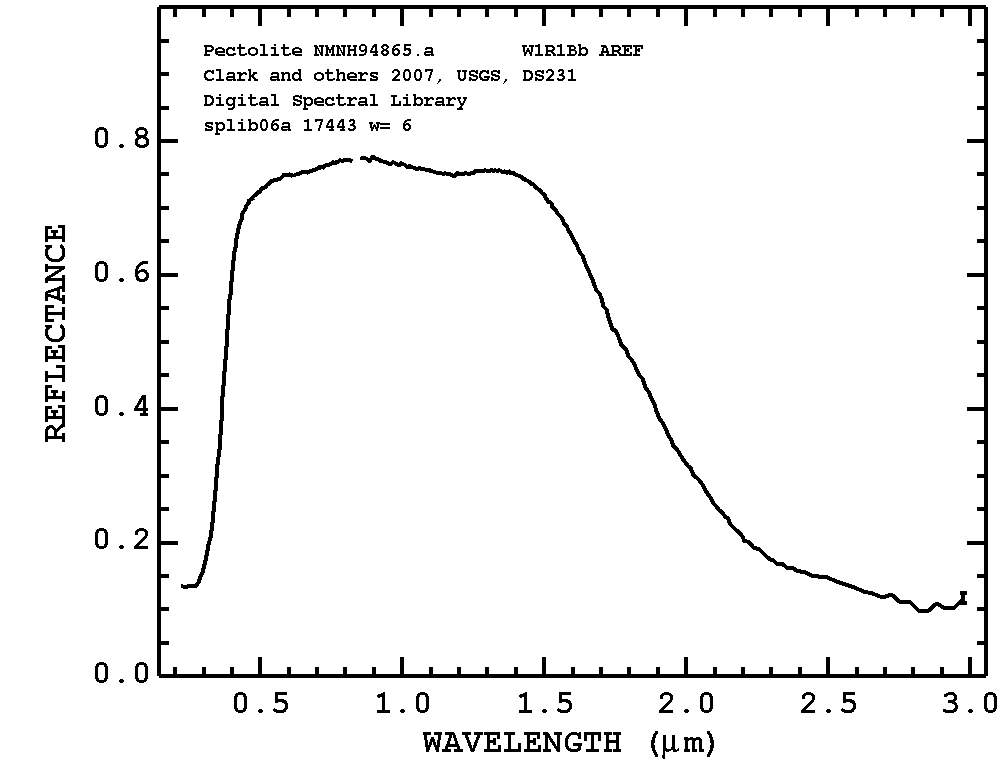 Pectolite NMNH94865.a W1R1Bb AREF
Clark and others 2007, USGS, DS231
Digital Spectral Library
splib06a 17443 w= 6
0.8
0.6
0.4
0.2
0.0
REFLECTANCE
0.5 1.0 1.5 2.0 2.5 3.0
WAVELENGTH (μm)